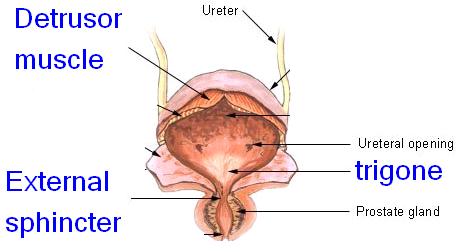 Ureter
Detrusor
muscle
Ureteral opening
trigone
External
sphincter
Prostate gland